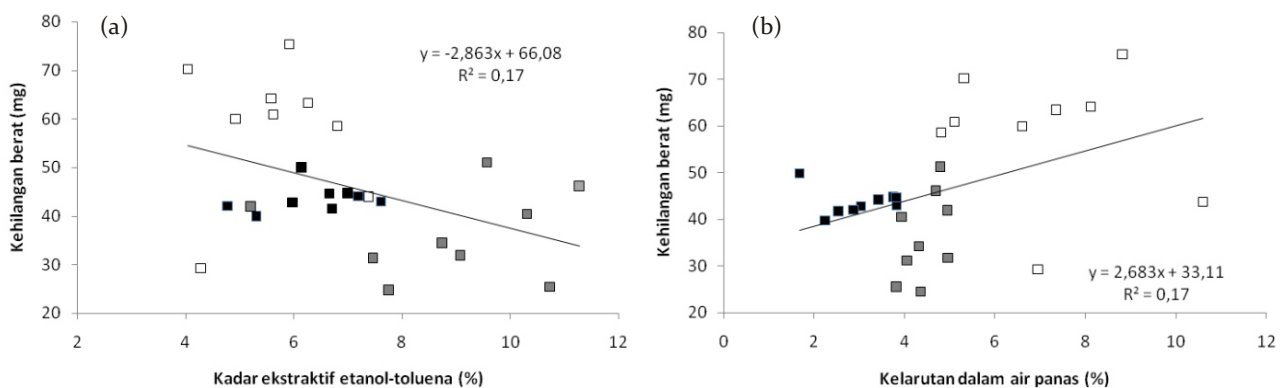 (a)
Kehilangan berat (mg)
80
70
60
50
40
30
20
y = -2,863x + 66,08
R² = 0,17
2
4
6
8
10
12
Kadar ekstraktif etanol-toluena (%)
(b)
Kehilangan berat (mg)
80
70
60
50
40
30
20
y = 2,683x + 33,11
R² = 0,17
0
2
4
6
8
10
12
Kelarutan dalam air panas (%)